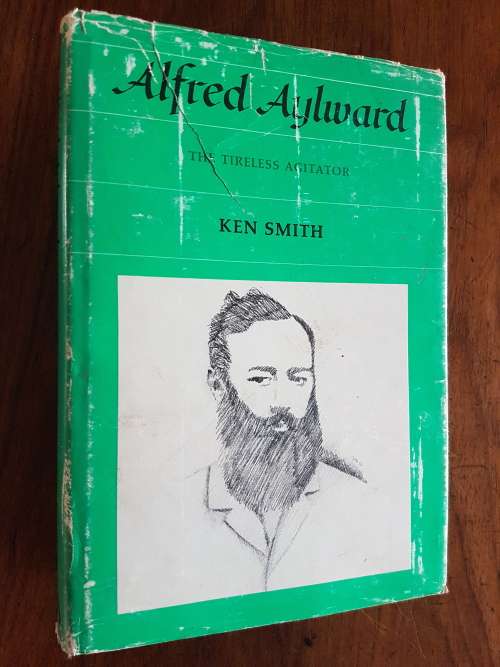 Alfred Aylward
THE TIRELESS AGITATOR
KEN SMITH